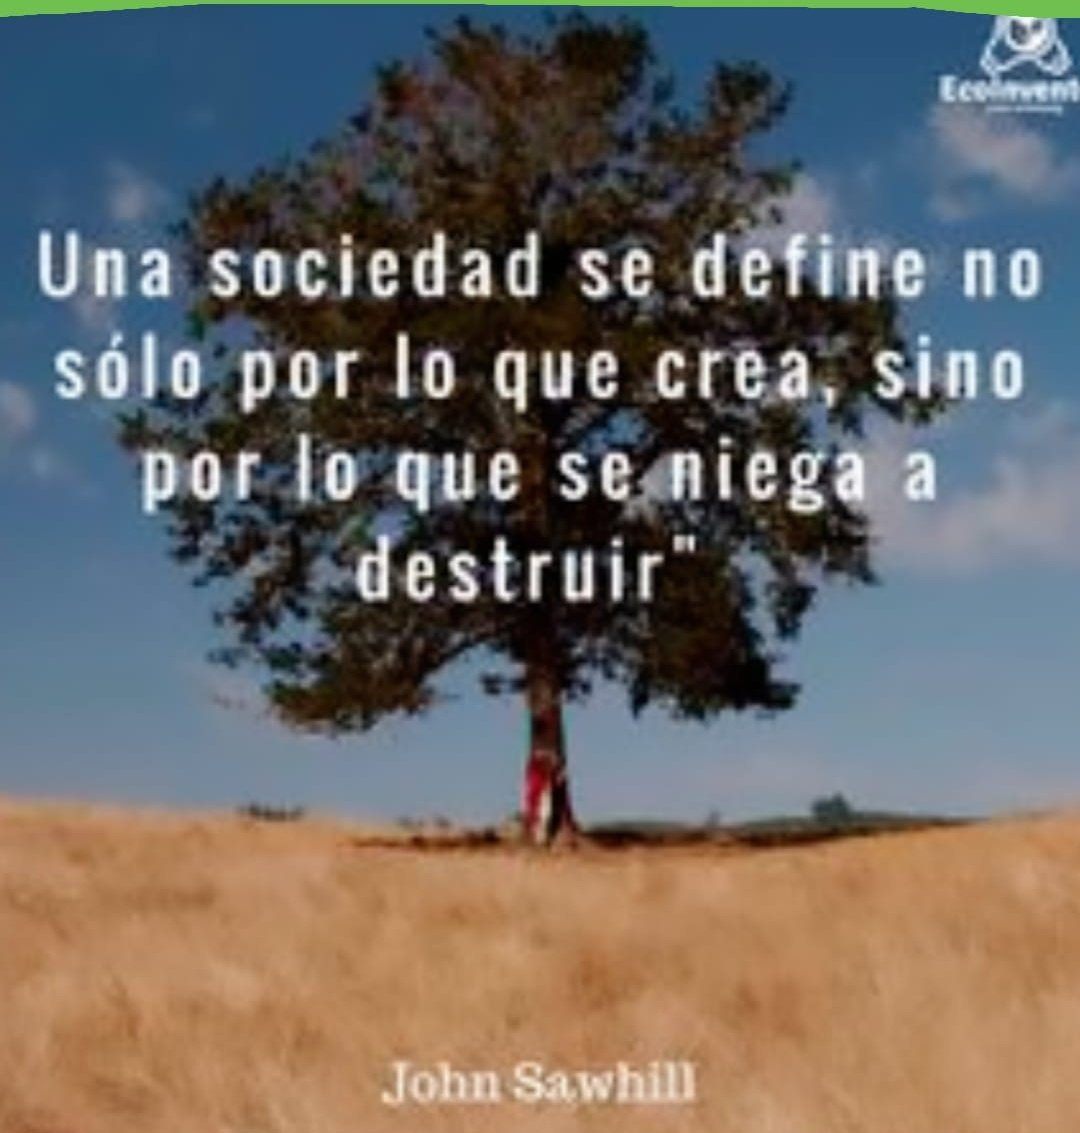 EcoInvent
Una sociedad se define no
sólo por lo que crea, sino
por lo que se niega a
destruir"
John Sawhill